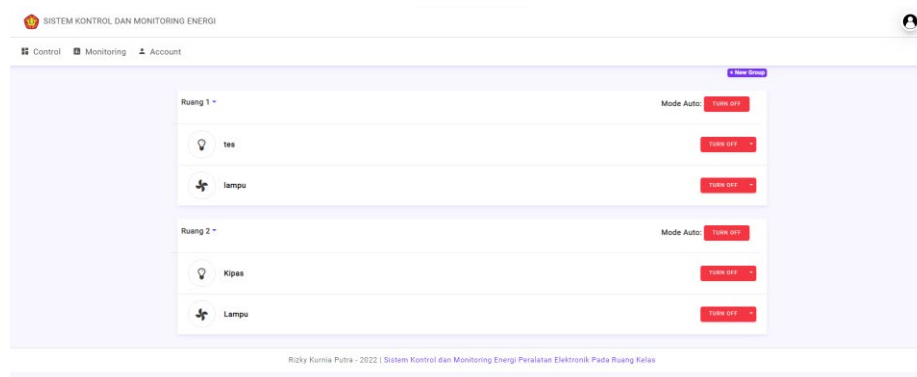 SISTEM KONTROL DAN MONITORING ENERGI
Control Monitoring Account
+ New Group
Ruang 1 Mode Auto: TURN OFF
tes TURN OFF
lampu TURN OFF
Ruang 2 Mode Auto: TURN OFF
Kipas TURN OFF
Lampu TURN OFF
Rizky Kurnia Putra - 2022 | Sistem Kontrol dan Monitoring Energi Peralatan Elektronik Pada Ruang Kelas